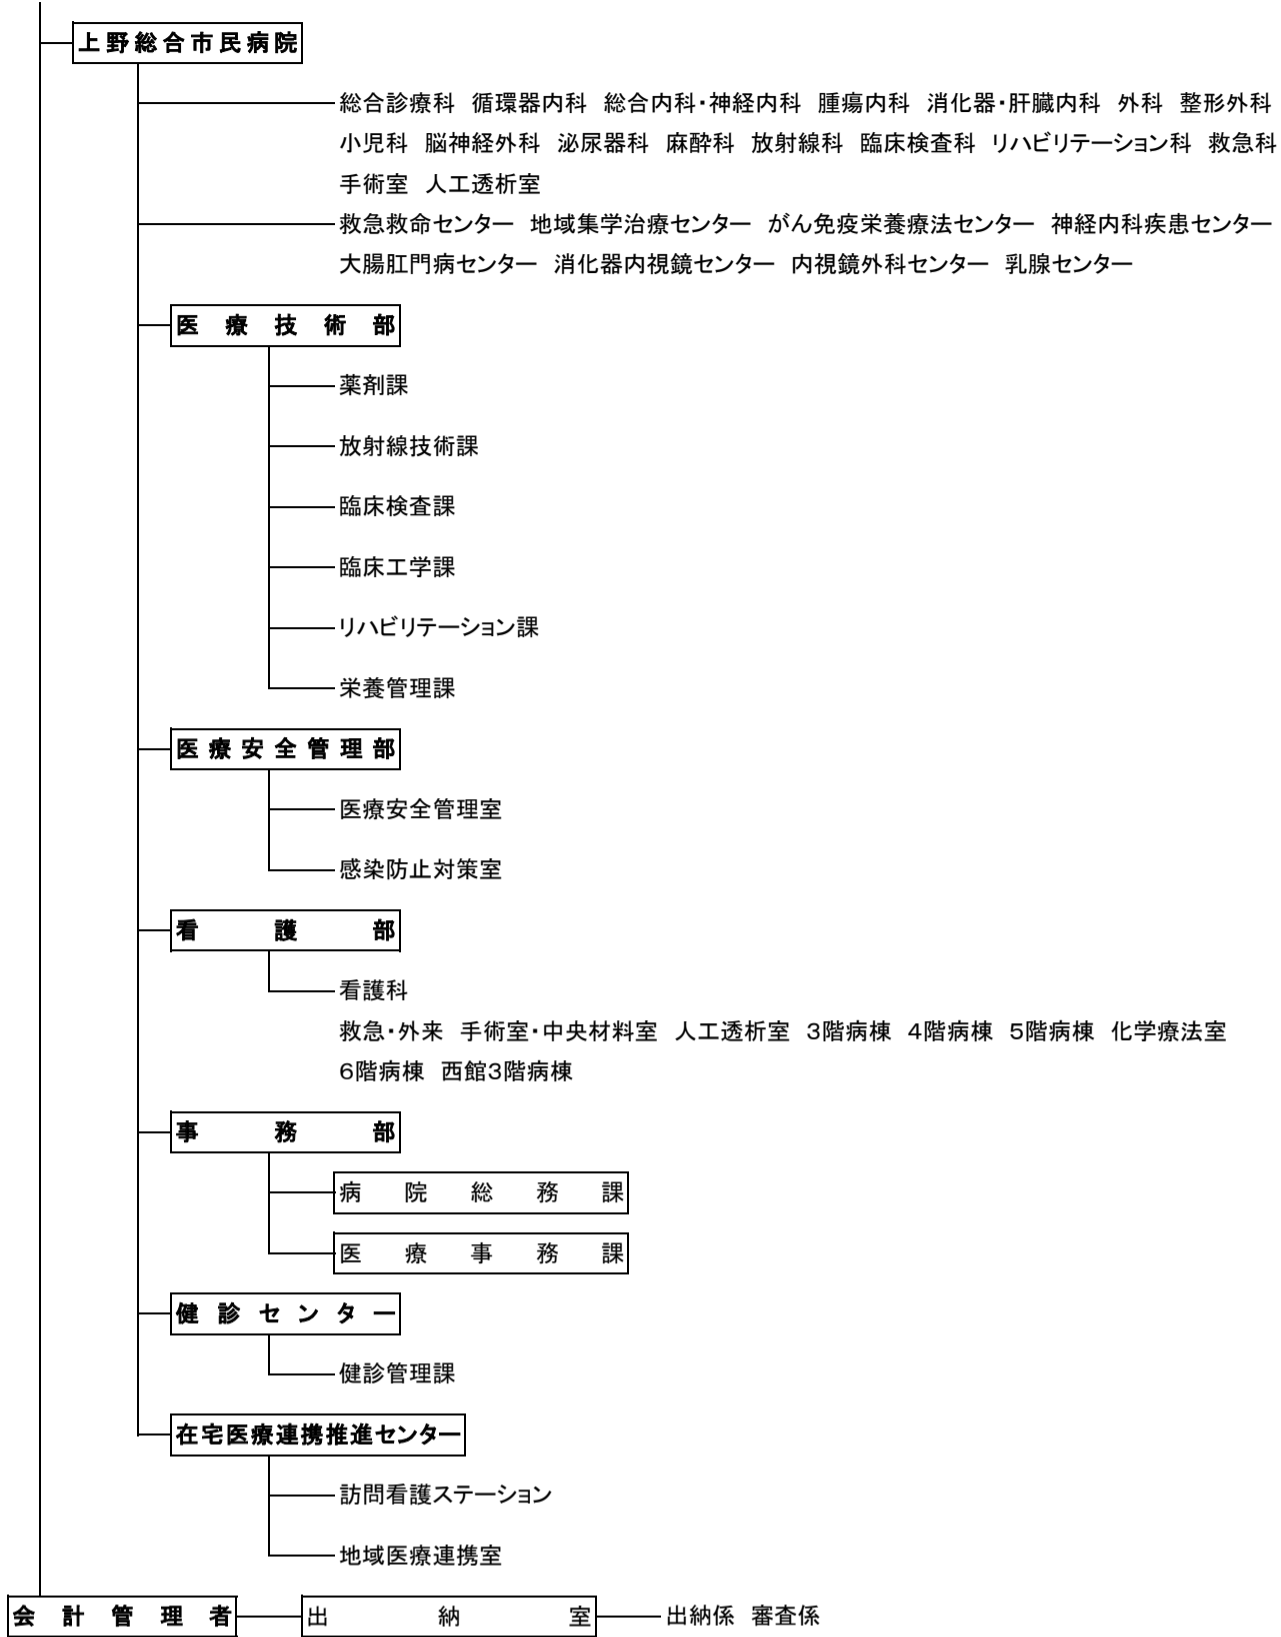 上野総合市民病院
総合診療科 循環器内科 総合内科・神経内科 腫瘍内科 消化器・肝臓内科 外科 整形外科
小児科 脳神経外科 泌尿器科 麻酔科 放射線科 臨床検査科 リハビリテーション科 救急科
手術室 人工透析室
救急救命センター 地域集学治療センター がん免疫栄養療法センター 神経内科疾患センター
大腸肛門病センター 消化器内視鏡センター 内視鏡外科センター 乳腺センター
医療技術部
薬剤課
放射線技術課
臨床検査課
臨床工学課
リハビリテーション課
栄養管理課
医療安全管理部
医療安全管理室
感染防止対策室
看護部
看護科
救急・外来 手術室・中央材料室 人工透析室 3階病棟 4階病棟 5階病棟 化学療法室
6階病棟 西館3階病棟
事務部
病院総務課
医療事務課
健診センター
健診管理課
在宅医療連携推進センター
訪問看護ステーション
地域医療連携室
会計管理者 出納室 出納係 審査係